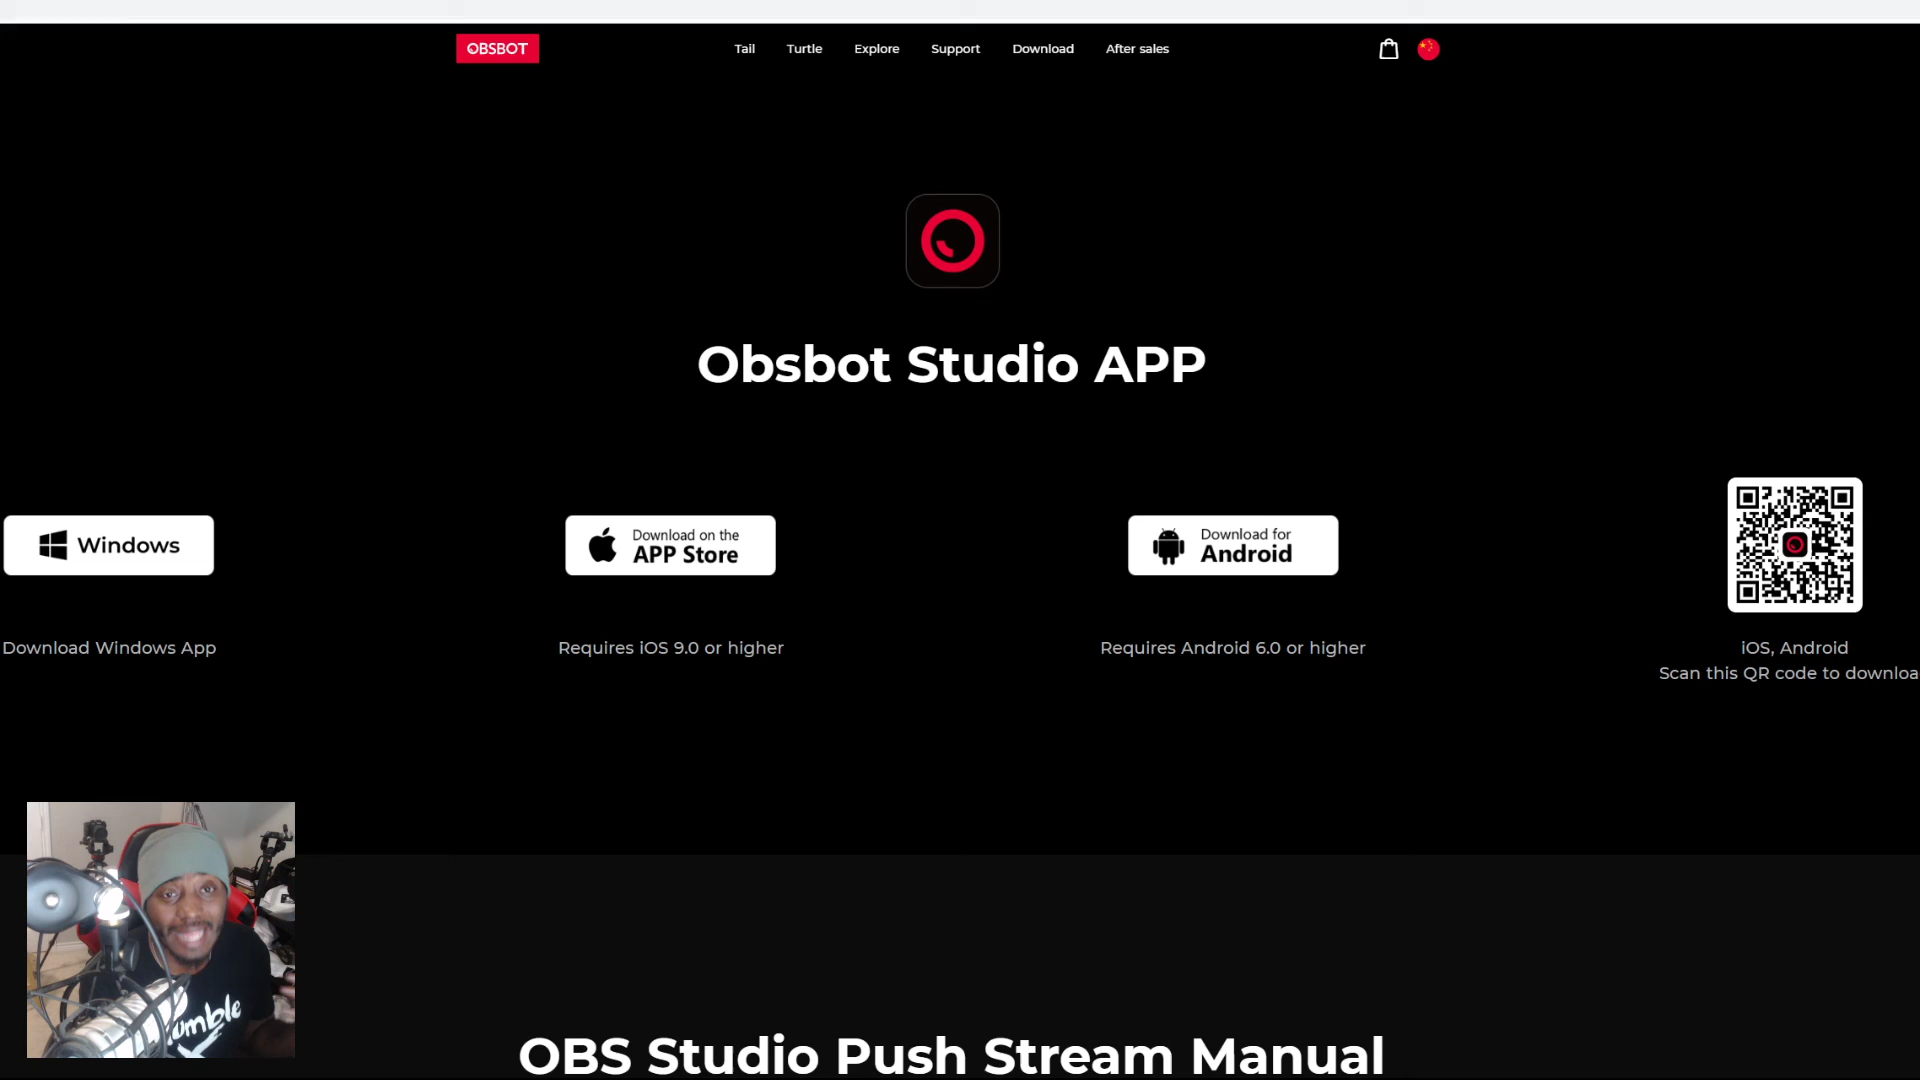 OBSBOT
Tail
Turtle
Explore
Support
Download
After sales
Obsbot Studio APP
Windows
Download on the
APP Store
Download for
Android
Download Windows App
Requires iOS 9.0 or higher
Requires Android 6.0 or higher
iOS, Android
Scan this QR code to downloa
umble
OBS Studio Push Stream Manual